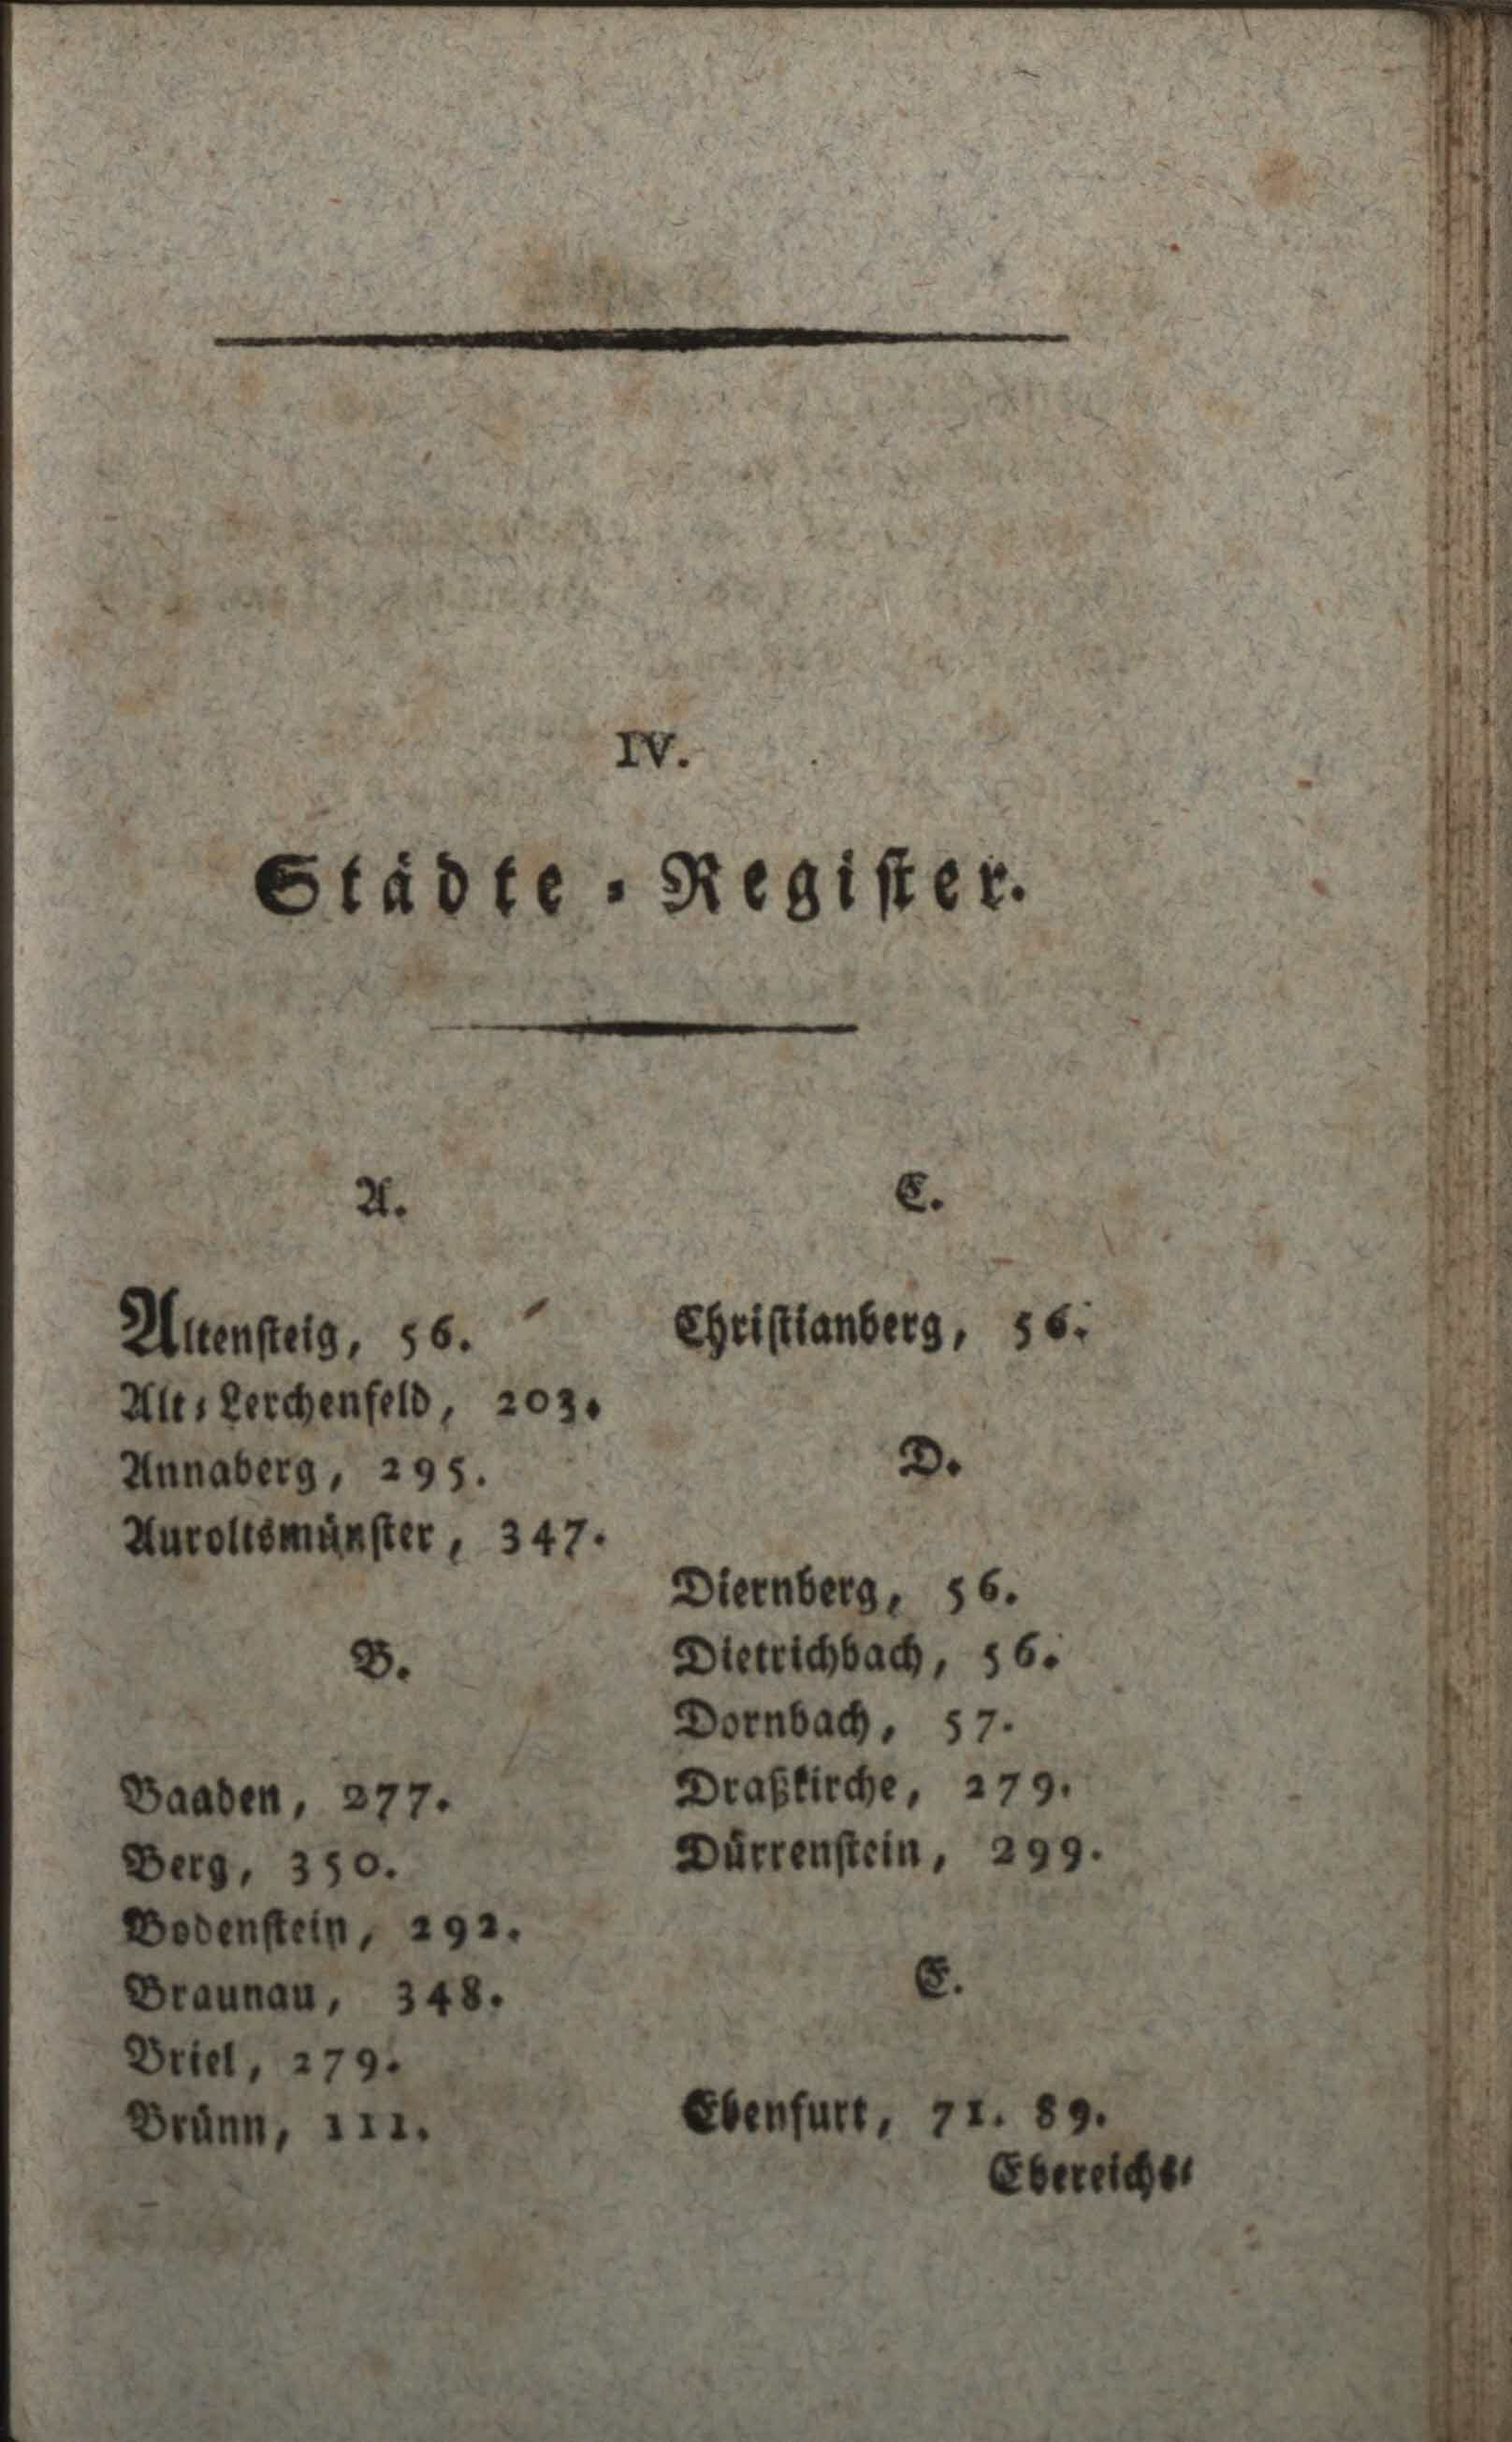 IV.
Städte-Register.
A.
Altensteig, 56.
Alt-Lerchenfeld, 203.
Annaberg, 295.
Auroltsmünster, 347.
B.
Baaden, 277.
Berg, 350.
Bodenstein, 292.
Braunau, 348.
Briel, 279.
Brünn, 111.
C.
Christianberg, 56.
D.
Diernberg, 56.
Dietrichbach, 56.
Dornbach, 57.
Draßkirche, 279.
Dürrenstein, 299.
E.
Ebenfurt, 71. 89.
Ebereichs-